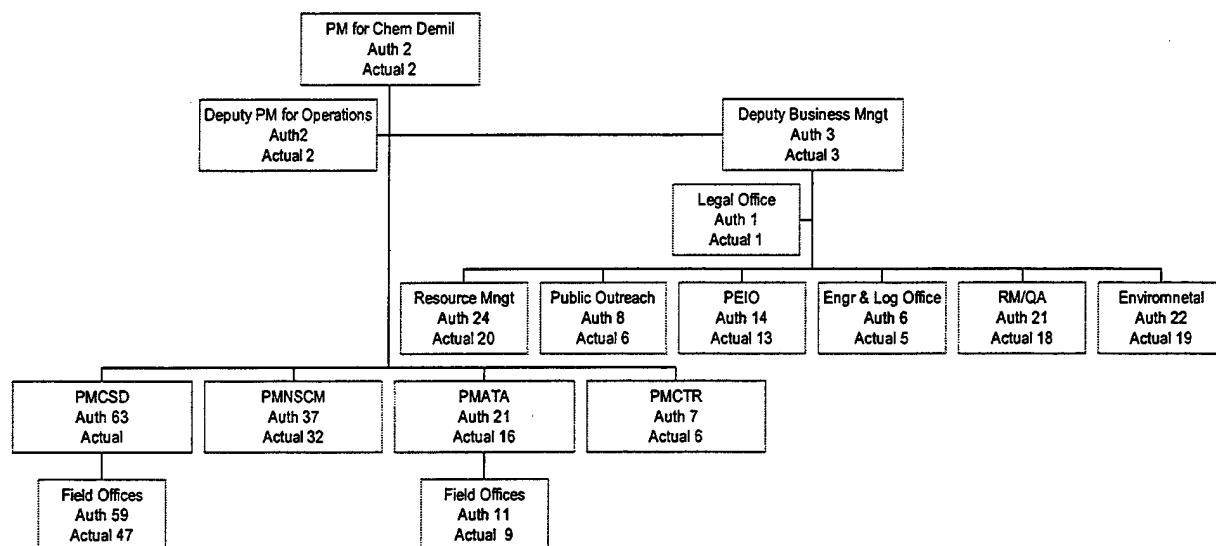 PM for Chem Demil
Auth 2
Actual 2
Deputy PM for Operations
Auth2
Actual 2
Deputy Business Mngt
Auth 3
Actual 3
Legal Office
Auth 1
Actual 1
Resource Mngt
Auth 24
Actual 20
Public Outreach
Auth 8
Actual 6
PEIO
Auth 14
Actual 13
Engr & Log Office
Auth 6
Actual 5
RM/QA
Auth 21
Actual 18
Enviromnetal
Auth 22
Actual 19
PMCSD
Auth 63
Actual
PMNSCM
Auth 37
Actual 32
PMATA
Auth 21
Actual 16
PMCTR
Auth 7
Actual 6
Field Offices
Auth 59
Actual 47
Field Offices
Auth 11
Actual 9